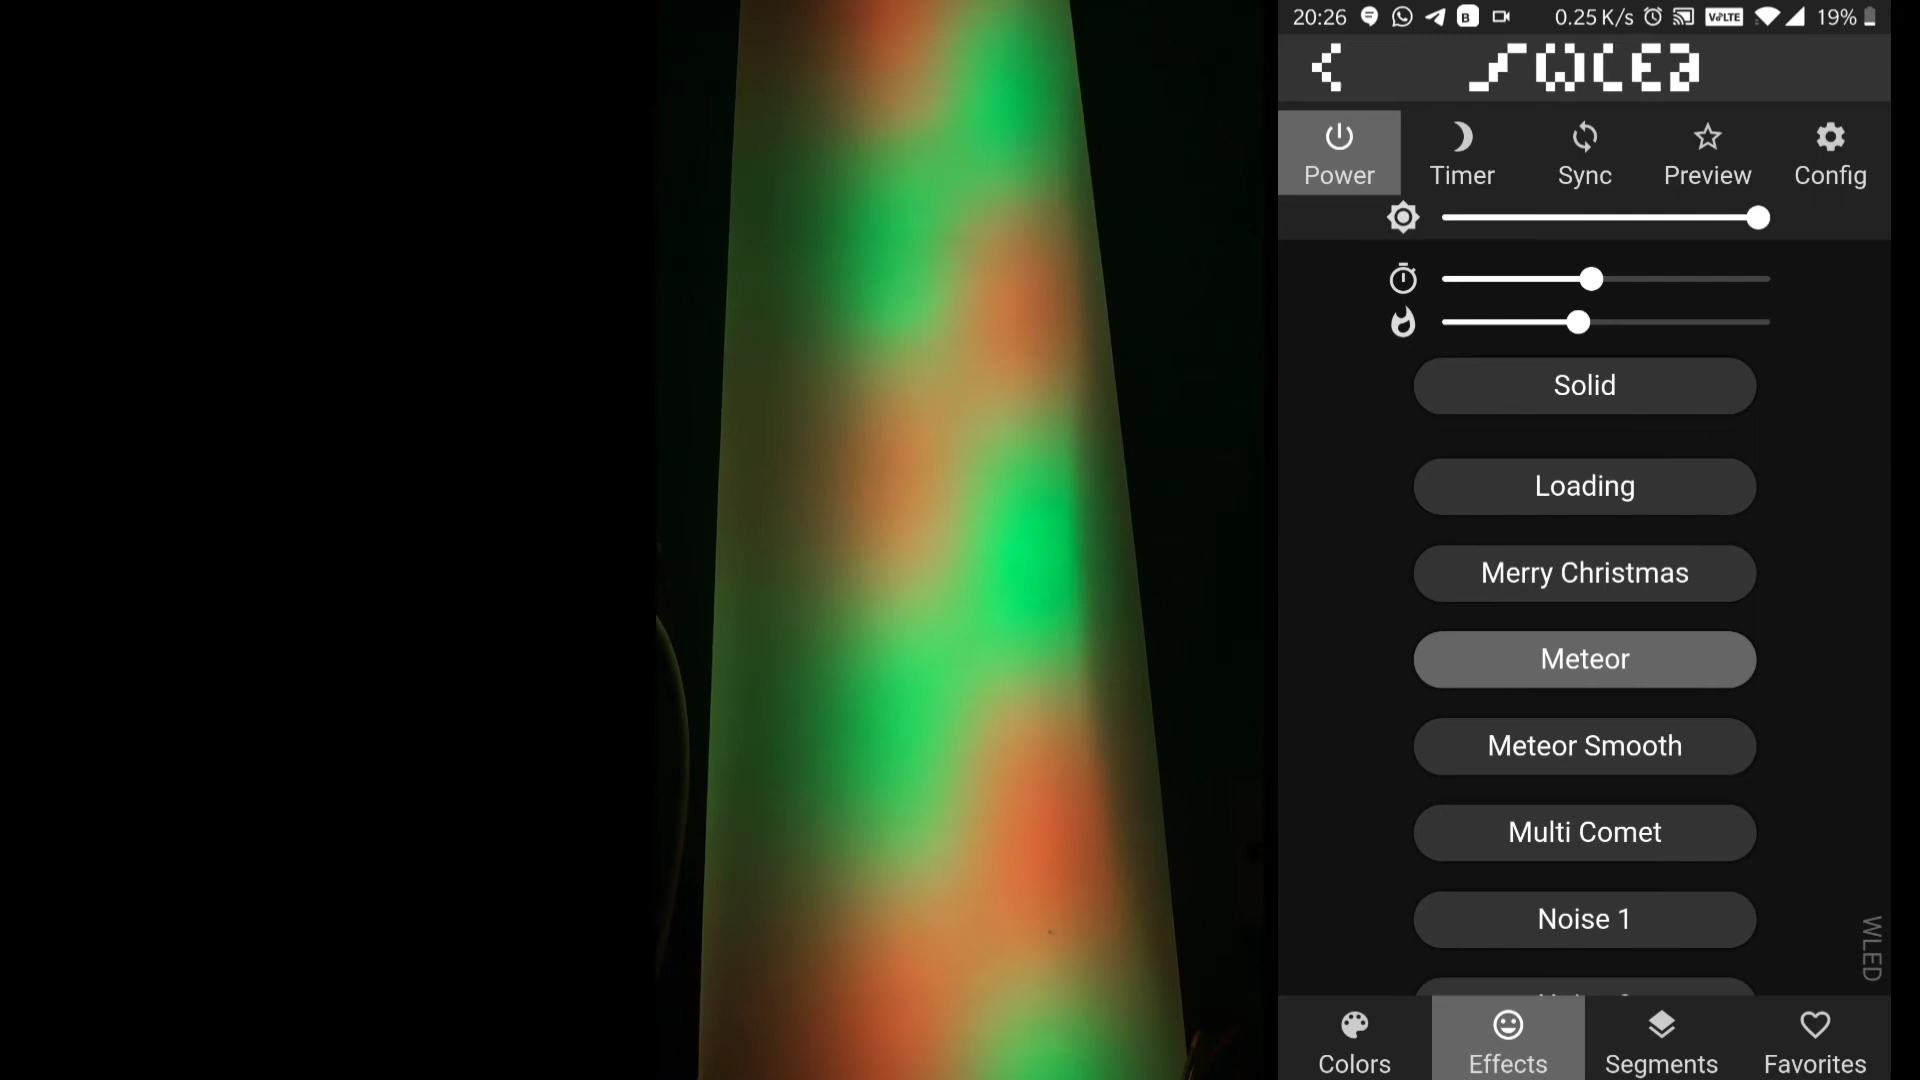 20:26 0.25 K/s VoLTE 19%
Power Timer Sync Preview Config
Solid
Loading
Merry Christmas
Meteor
Meteor Smooth
Multi Comet
Noise 1
WLED
Colors Effects Segments Favorites